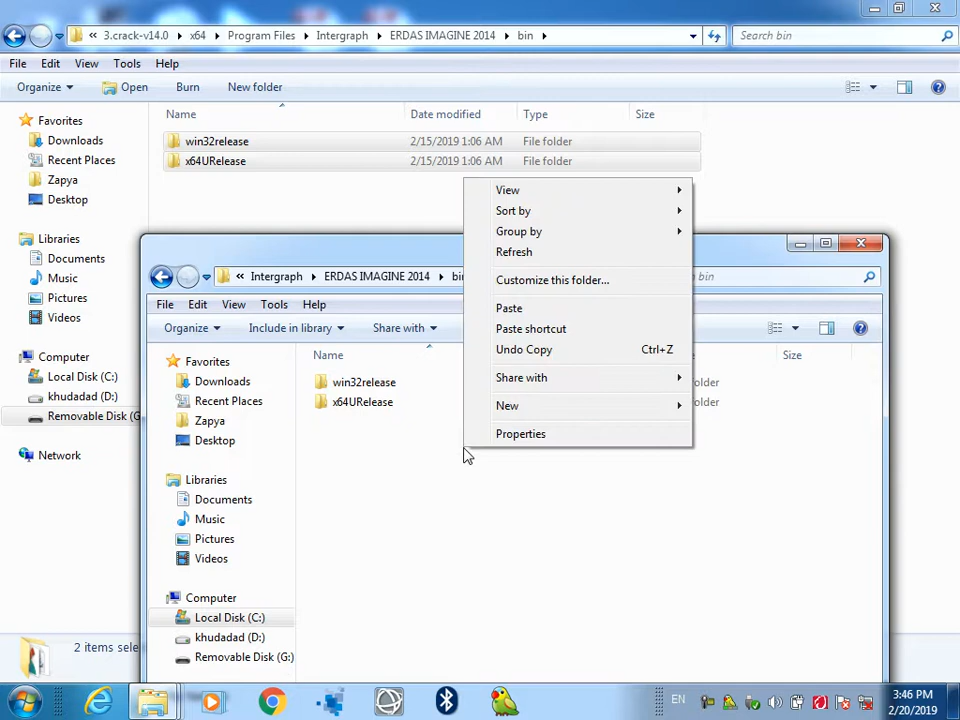 « 3.crack-v14.0 ▸ x64 ▸ Program Files ▸ Intergraph ▸ ERDAS IMAGINE 2014 ▸ bin ▸ Search bin
File Edit View Tools Help
Organize Open Burn New folder
Name Date modified Type Size
Favorites
Downloads
Recent Places
Zapya
Desktop
Libraries
Documents
Music
Pictures
Videos
Computer
Local Disk (C:)
khudadad (D:)
Removable Disk (G
Network
win32release 2/15/2019 1:06 AM File folder
x64URelease 2/15/2019 1:06 AM File folder
2 items sele
« Intergraph ▸ ERDAS IMAGINE 2014 ▸ bin
File Edit View Tools Help
Organize Include in library Share with
Name Size
Favorites
Downloads
Recent Places
Zapya
Desktop
Libraries
Documents
Music
Pictures
Videos
Computer
Local Disk (C:)
khudadad (D:)
Removable Disk (G:)
win32release
x64URelease
View
Sort by
Group by
Refresh
Customize this folder...
Paste
Paste shortcut
Undo Copy Ctrl+Z
Share with
New
Properties
EN
3:46 PM
2/20/2019